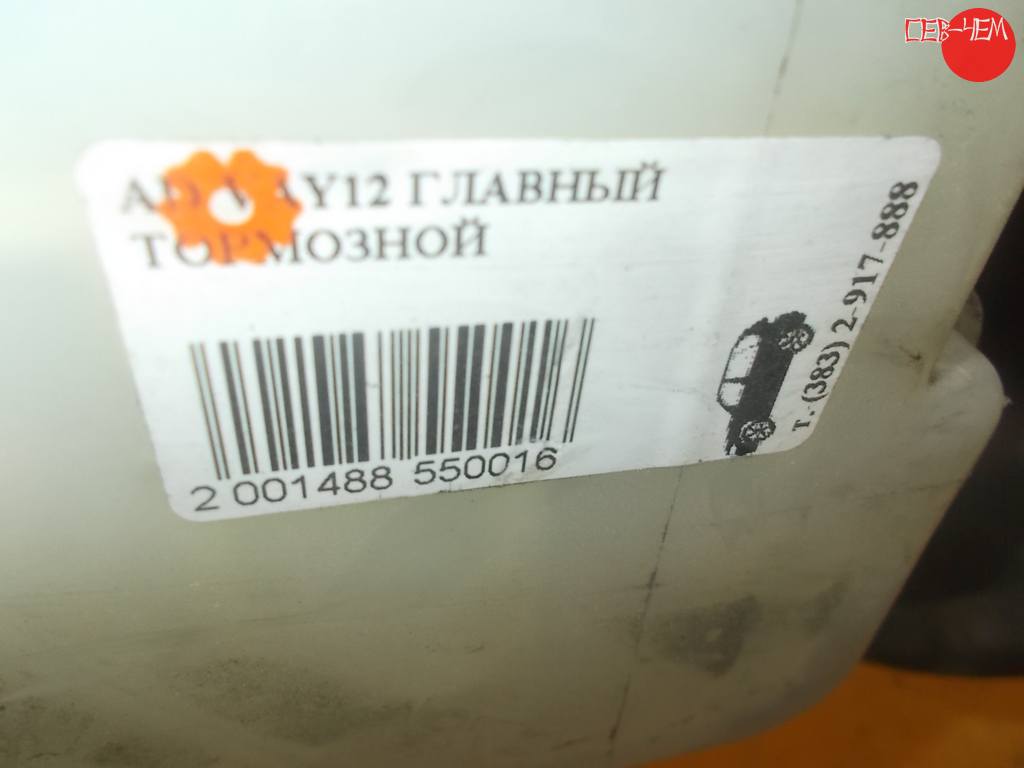 ГЛАВНЫЙ
ТОРМОЗНОЙ
2 001488 550016
т. (383) 2-917-888
СЕВ-ЧЕМ